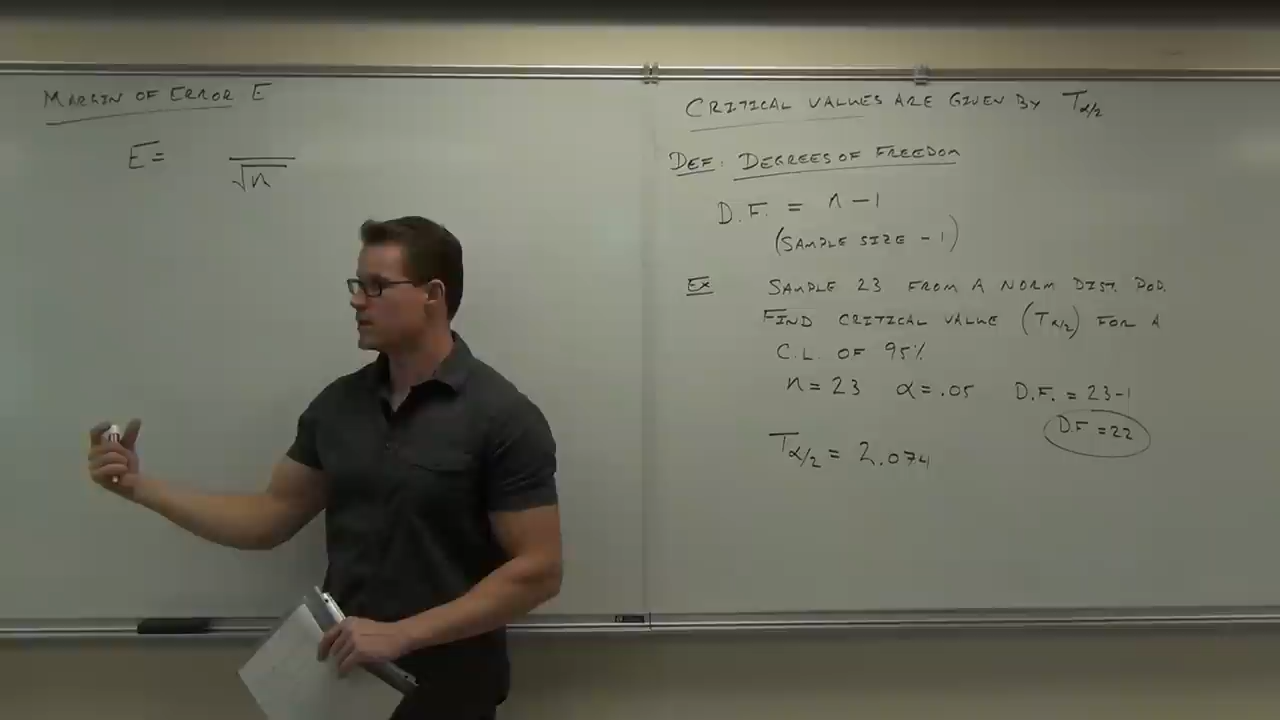 MARGIN OF ERROR E
E = ─── √n
CRITICAL VALUES ARE GIVEN BY Tα/2
DEF: DEGREES OF FREEDOM
D.F. = n - 1
(SAMPLE SIZE - 1)
EX SAMPLE 23 FROM A NORM DIST. POP.
FIND CRITICAL VALUE (Tα/2) FOR A
C.L. OF 95%
n = 23 α = .05 D.F. = 23-1
D.F = 22
Tα/2 = 2.074